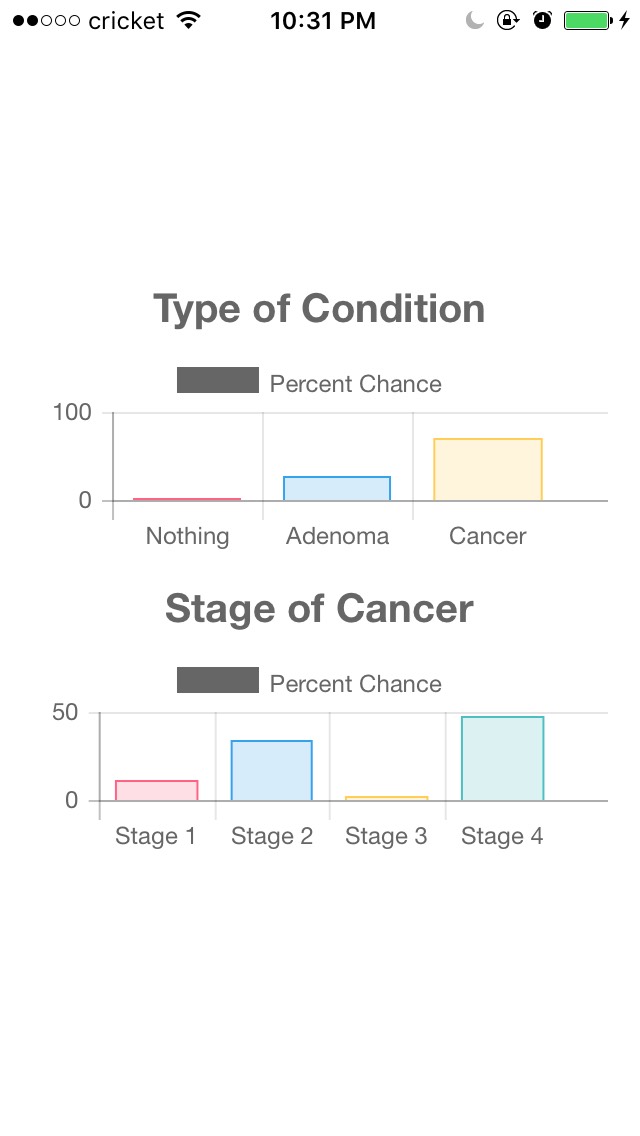 cricket 10:31 PM
Type of Condition
Percent Chance
100
0
Nothing Adenoma Cancer
Stage of Cancer
Percent Chance
50
0
Stage 1 Stage 2 Stage 3 Stage 4